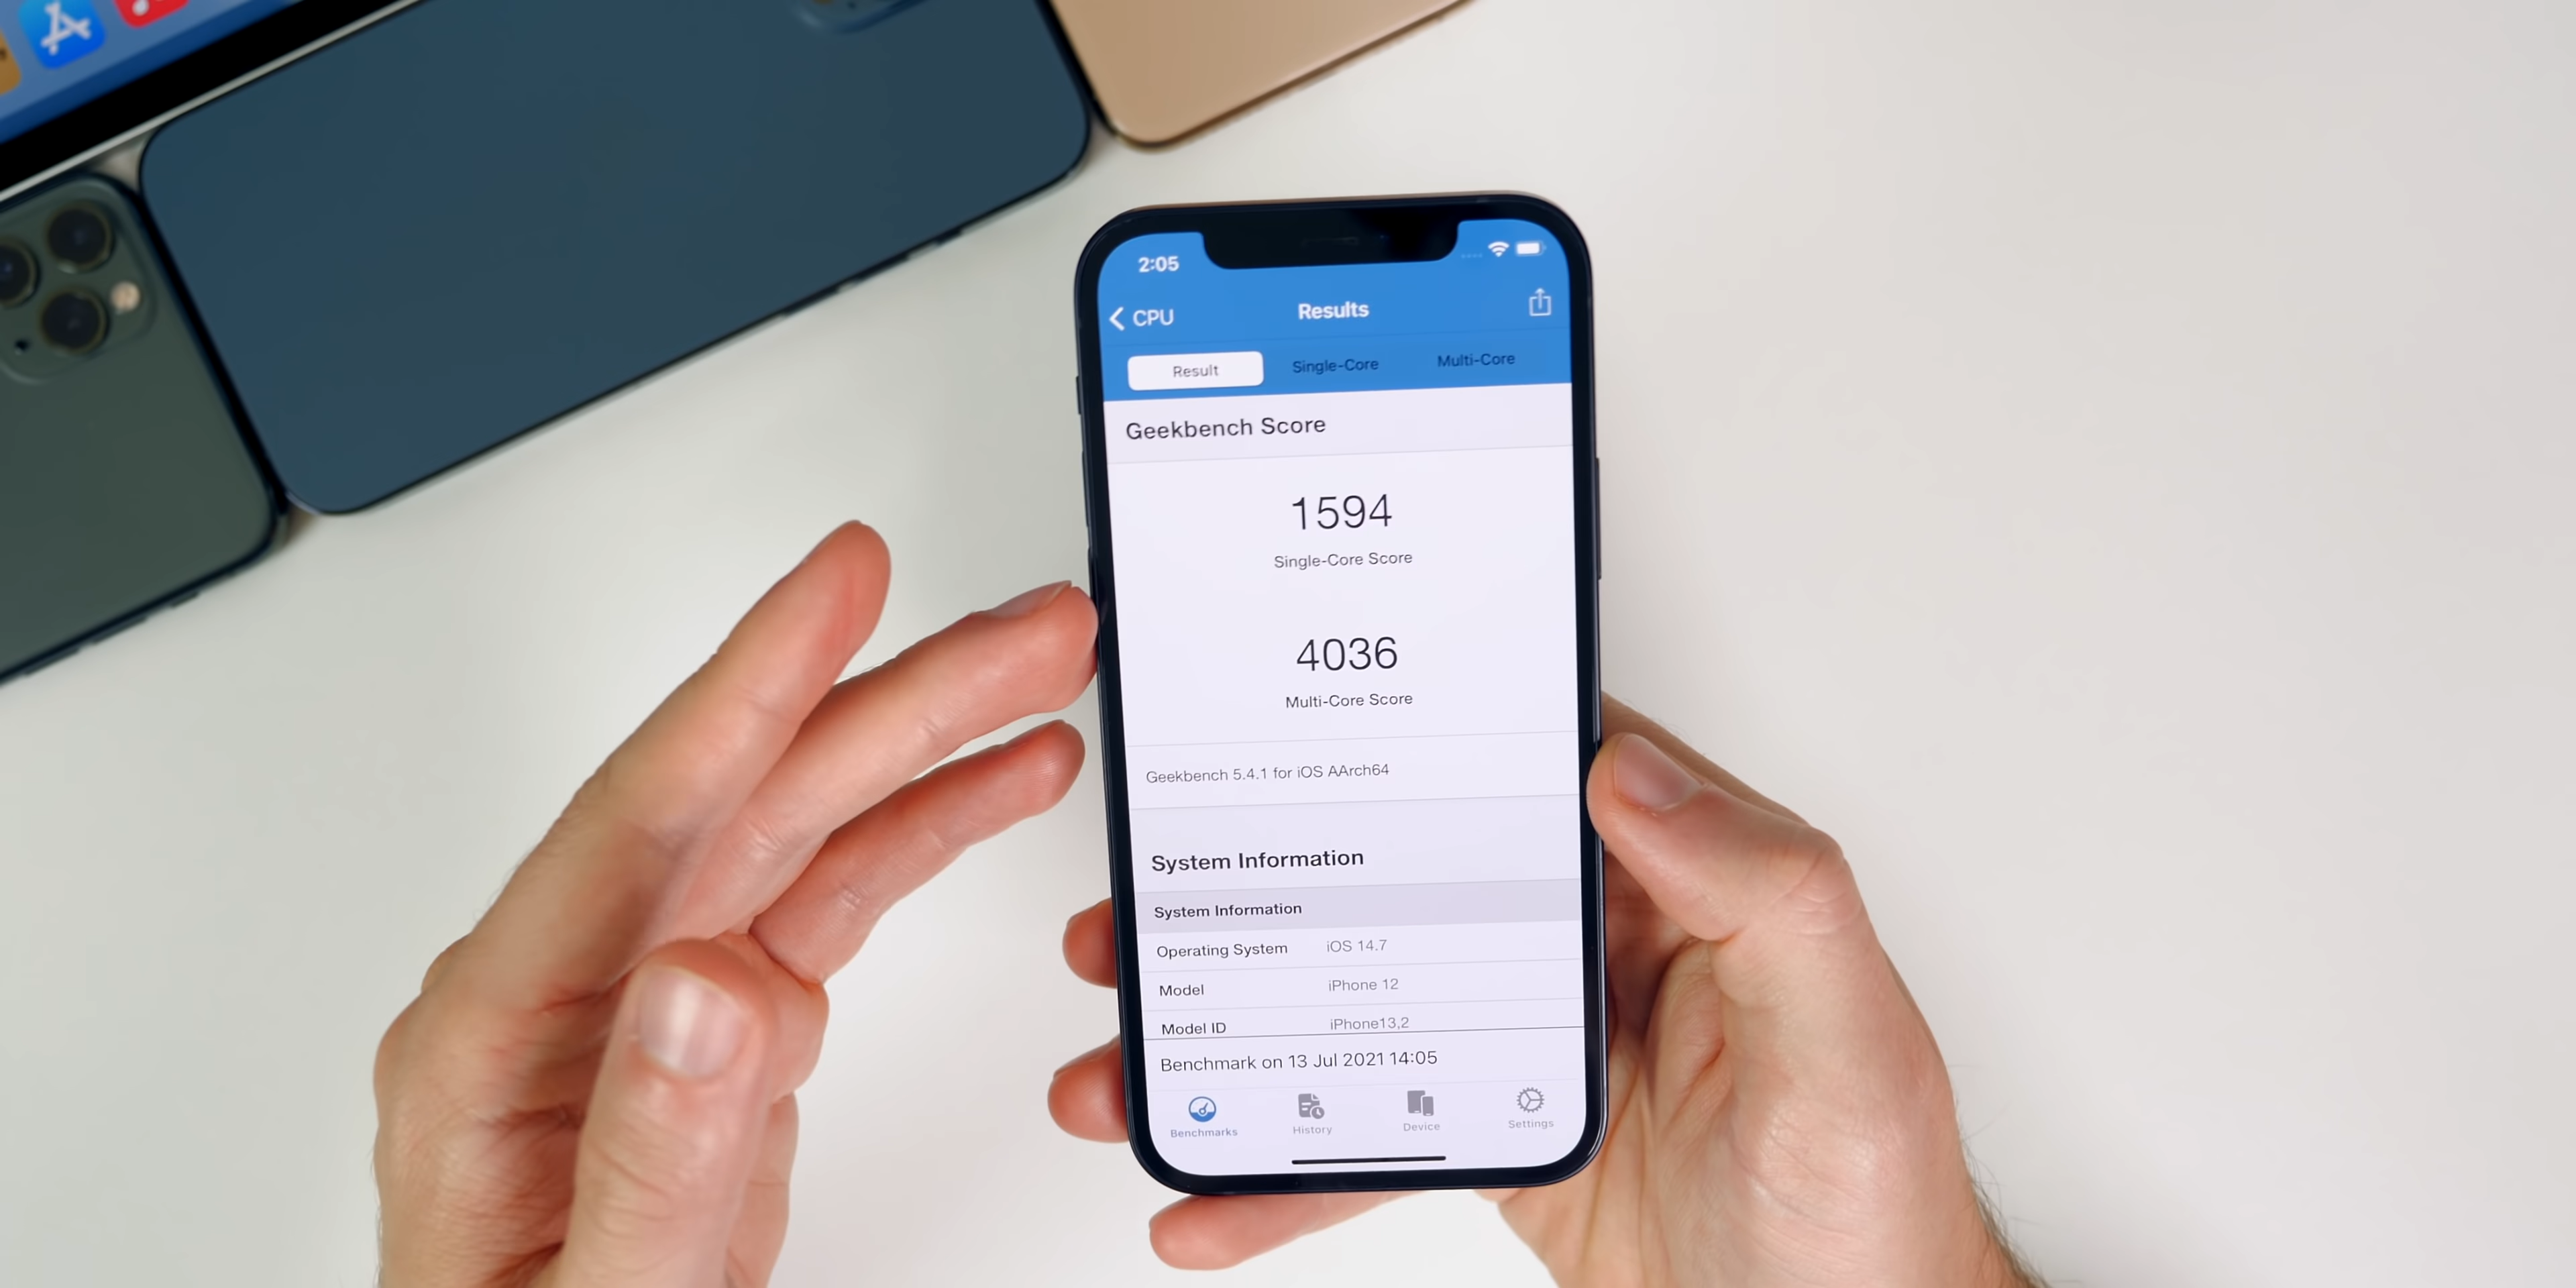 2:05
CPU
Results
Result
Single-Core
Multi-Core
Geekbench Score
1594
Single-Core Score
4036
Multi-Core Score
Geekbench 5.4.1 for iOS AArch64
System Information
System Information
Operating System iOS 14.7
Model iPhone 12
Model ID iPhone13,2
Benchmark on 13 Jul 2021 14:05
Benchmarks
History
Device
Settings